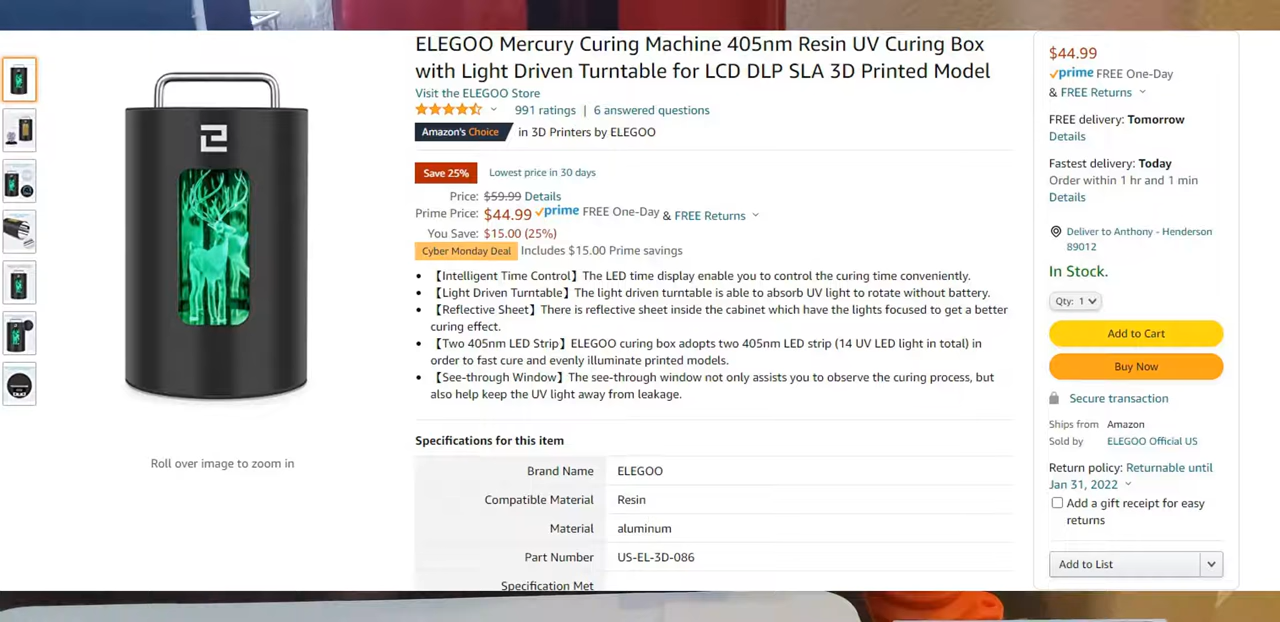 ELEGOO Mercury Curing Machine 405nm Resin UV Curing Box
with Light Driven Turntable for LCD DLP SLA 3D Printed Model
Visit the ELEGOO Store
991 ratings | 6 answered questions
Amazon's Choice in 3D Printers by ELEGOO
Save 25% Lowest price in 30 days
Price: $59.99 Details
Prime Price: $44.99 prime FREE One-Day & FREE Returns
You Save: $15.00 (25%)
Cyber Monday Deal Includes $15.00 Prime savings
• 【Intelligent Time Control】The LED time display enable you to control the curing time conveniently.
• 【Light Driven Turntable】The light driven turntable is able to absorb UV light to rotate without battery.
• 【Reflective Sheet】There is reflective sheet inside the cabinet which have the lights focused to get a better
curing effect.
• 【Two 405nm LED Strip】ELEGOO curing box adopts two 405nm LED strip (14 UV LED light in total) in
order to fast cure and evenly illuminate printed models.
• 【See-through Window】The see-through window not only assists you to observe the curing process, but
also help keep the UV light away from leakage.
Roll over image to zoom in
Specifications for this item
Brand Name ELEGOO
Compatible Material Resin
Material aluminum
Part Number US-EL-3D-086
Specification Met
$44.99
prime FREE One-Day
& FREE Returns
FREE delivery: Tomorrow
Details
Fastest delivery: Today
Order within 1 hr and 1 min
Details
Deliver to Anthony - Henderson
89012
In Stock.
Qty: 1
Add to Cart
Buy Now
Secure transaction
Ships from Amazon
Sold by ELEGOO Official US
Return policy: Returnable until
Jan 31, 2022
Add a gift receipt for easy
returns
Add to List